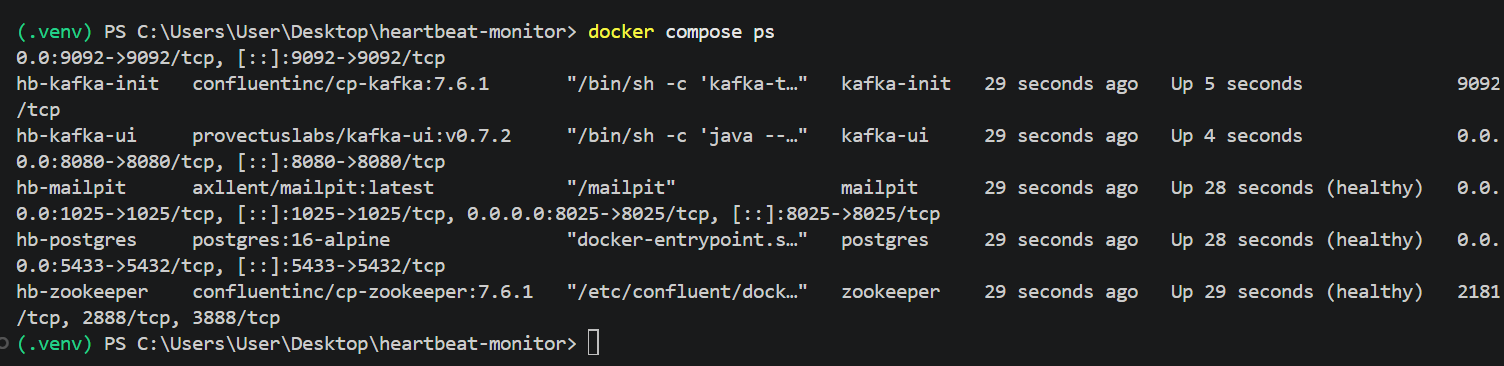 (.venv) PS C:\Users\User\Desktop\heartbeat-monitor> docker compose ps
0.0:9092->9092/tcp, [::]:9092->9092/tcp
hb-kafka-init   confluentinc/cp-kafka:7.6.1       "/bin/sh -c 'kafka-t…"   kafka-init   29 seconds ago   Up 5 seconds              9092
/tcp
hb-kafka-ui     provectuslabs/kafka-ui:v0.7.2     "/bin/sh -c 'java --…"   kafka-ui     29 seconds ago   Up 4 seconds              0.0.
0.0:8080->8080/tcp, [::]:8080->8080/tcp
hb-mailpit      axllent/mailpit:latest            "/mailpit"               mailpit      29 seconds ago   Up 28 seconds (healthy)   0.0.
0.0:1025->1025/tcp, [::]:1025->1025/tcp, 0.0.0.0:8025->8025/tcp, [::]:8025->8025/tcp
hb-postgres     postgres:16-alpine                "docker-entrypoint.s…"   postgres     29 seconds ago   Up 28 seconds (healthy)   0.0.
0.0:5433->5432/tcp, [::]:5433->5432/tcp
hb-zookeeper    confluentinc/cp-zookeeper:7.6.1   "/etc/confluent/dock…"   zookeeper    29 seconds ago   Up 29 seconds (healthy)   2181
/tcp, 2888/tcp, 3888/tcp
(.venv) PS C:\Users\User\Desktop\heartbeat-monitor>